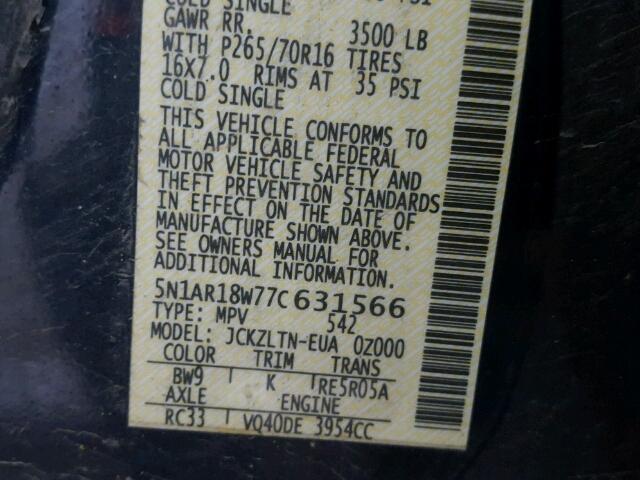 COLD SINGLE PSI
GAWR RR. 3500 LB
WITH P265/70R16 TIRES
16X7.0 RIMS AT 35 PSI
COLD SINGLE
THIS VEHICLE CONFORMS TO
ALL APPLICABLE FEDERAL
MOTOR VEHICLE SAFETY AND
THEFT PREVENTION STANDARDS
IN EFFECT ON THE DATE OF
MANUFACTURE SHOWN ABOVE.
SEE OWNERS MANUAL FOR
ADDITIONAL INFORMATION.
5N1AR18W77C631566
TYPE: MPV 542
MODEL: JCKZLTN-EUA 0Z000
COLOR TRIM TRANS
BW9 K RE5R05A
AXLE ENGINE
RC33 VQ40DE 3954CC